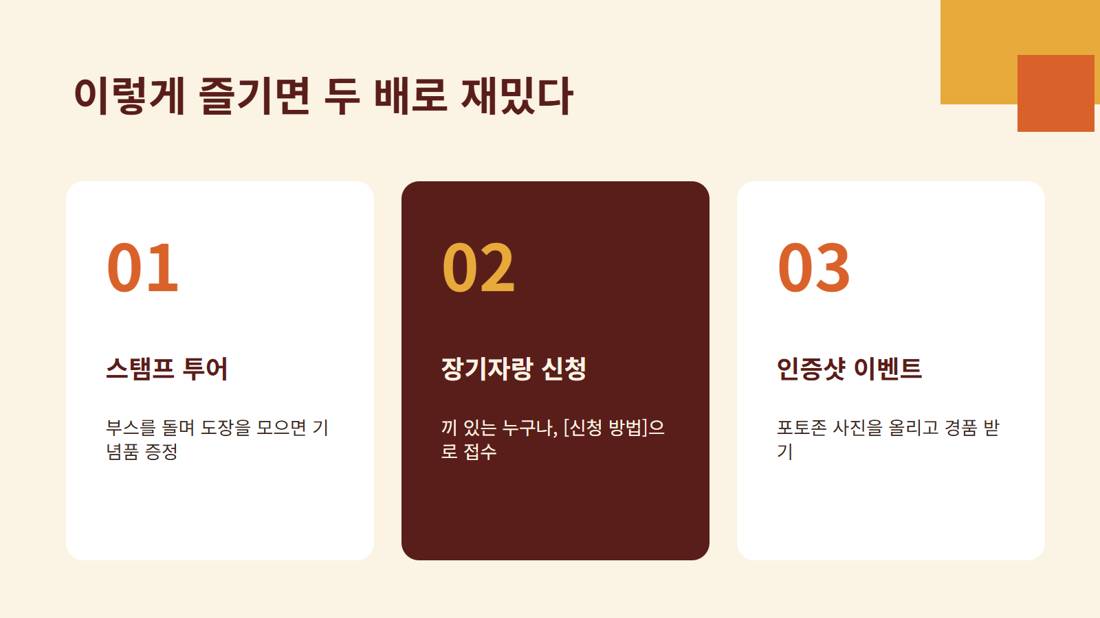 이렇게 즐기면 두 배로 재밌다
01
스탬프 투어
부스를 돌며 도장을 모으면 기
념품 증정
02
장기자랑 신청
끼 있는 누구나, [신청 방법]으
로 접수
03
인증샷 이벤트
포토존 사진을 올리고 경품 받
기